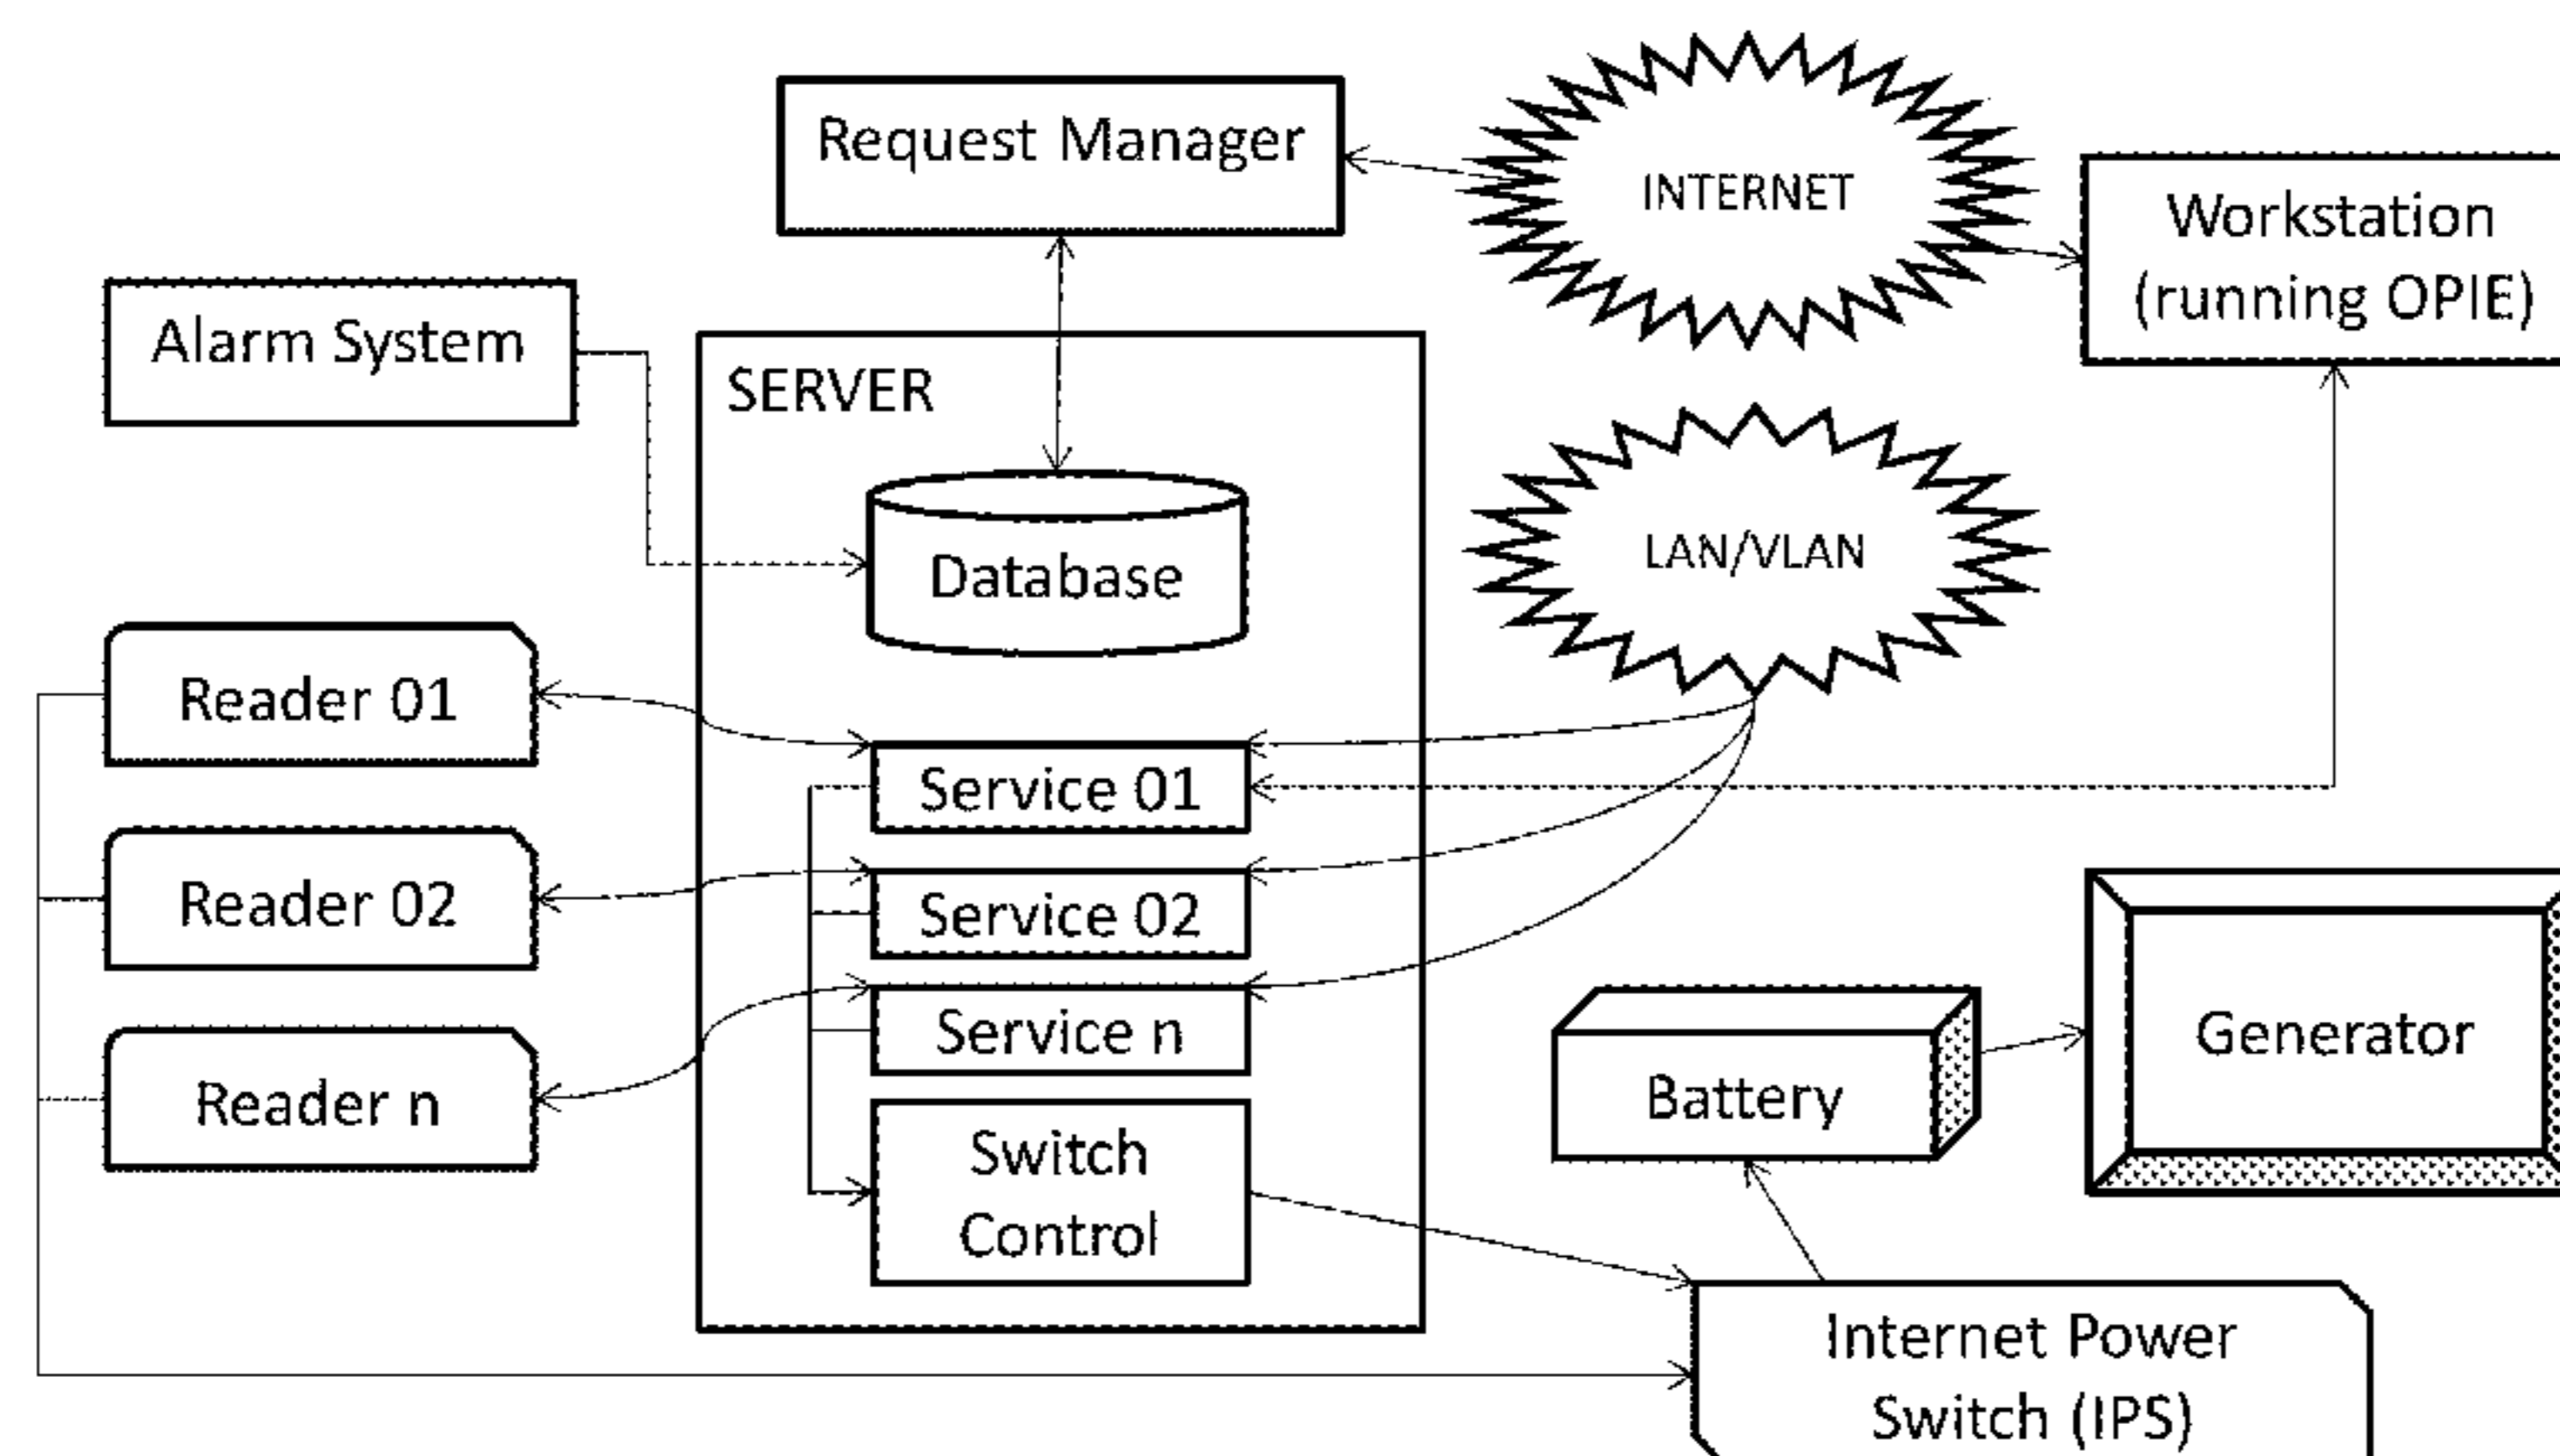 Request Manager
INTERNET
Workstation
(running OPIE)
Alarm System
SERVER
Database
LAN/VLAN
Reader 01
Service 01
Reader 02
Service 02
Reader n
Service n
Switch
Control
Battery
Generator
Internet Power
Switch (IPS)